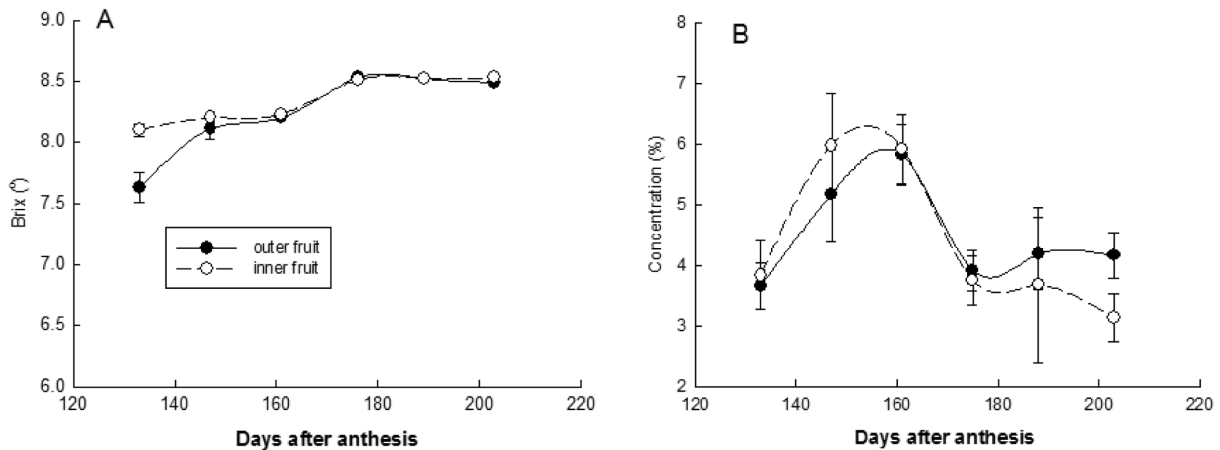 A
9.0
8.5
8.0
7.5
7.0
6.5
6.0
Brix (º)
outer fruit
inner fruit
120 140 160 180 200 220
Days after anthesis
B
8
7
6
5
4
3
2
Concentration (%)
120 140 160 180 200 220
Days after anthesis